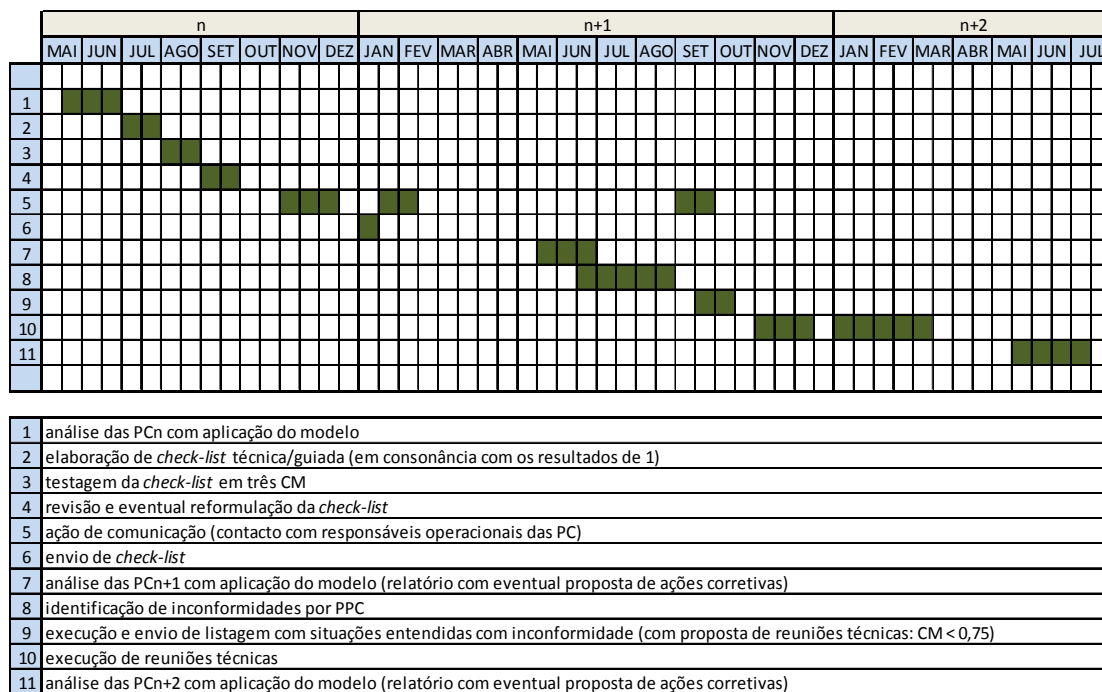 n n+1 n+2
MAI JUN JUL AGO SET OUT NOV DEZ JAN FEV MAR ABR MAI JUN JUL AGO SET OUT NOV DEZ JAN FEV MAR ABR MAI JUN JUL
1
2
3
4
5
6
7
8
9
10
11
1 análise das PCn com aplicação do modelo
2 elaboração de check-list técnica/guiada (em consonância com os resultados de 1)
3 testagem da check-list em três CM
4 revisão e eventual reformulação da check-list
5 ação de comunicação (contacto com responsáveis operacionais das PC)
6 envio de check-list
7 análise das PCn+1 com aplicação do modelo (relatório com eventual proposta de ações corretivas)
8 identificação de inconformidades por PPC
9 execução e envio de listagem com situações entendidas com inconformidade (com proposta de reuniões técnicas: CM < 0,75)
10 execução de reuniões técnicas
11 análise das PCn+2 com aplicação do modelo (relatório com eventual proposta de ações corretivas)